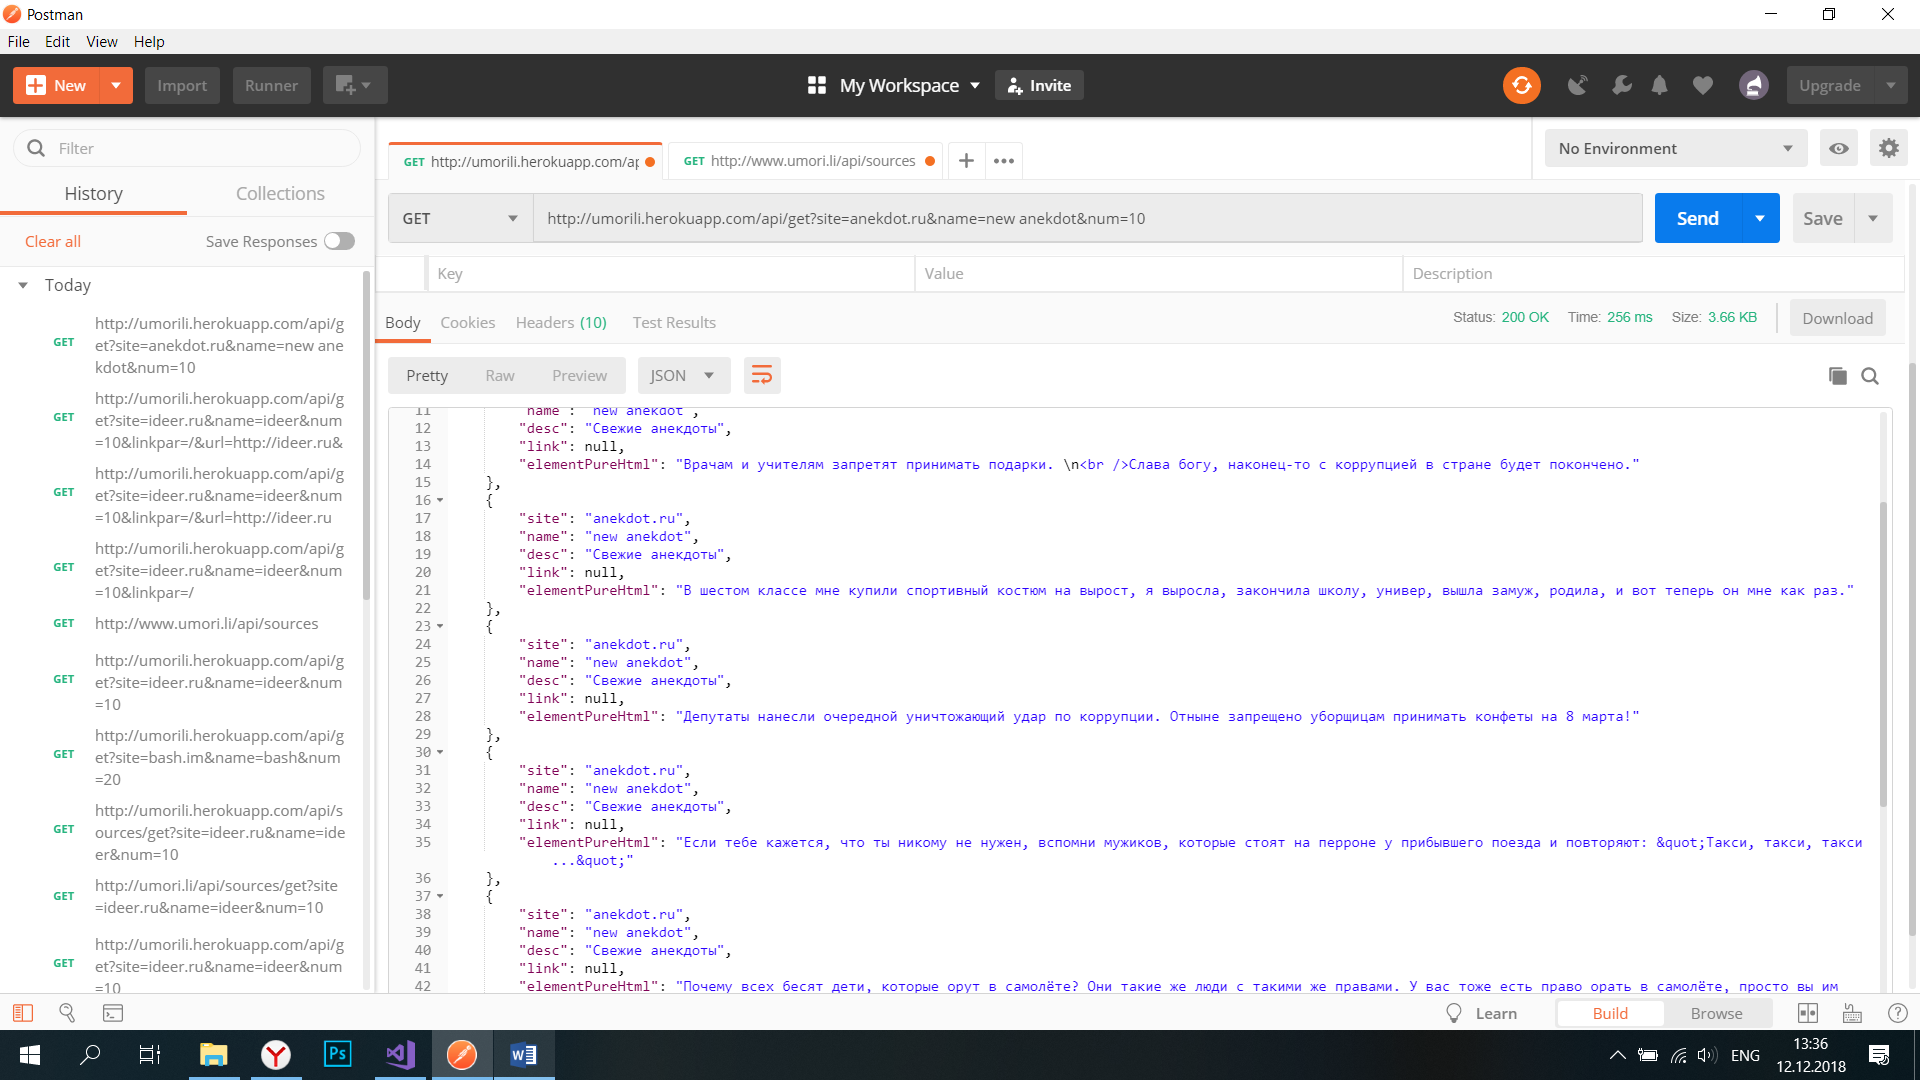 Postman
File Edit View Help
New Import Runner My Workspace Invite Upgrade
Filter
History Collections
Clear all Save Responses
Today
GET http://umorili.herokuapp.com/api/g
et?site=anekdot.ru&name=new ane
kdot&num=10
GET http://umorili.herokuapp.com/api/g
et?site=ideer.ru&name=ideer&num
=10&linkpar=/&url=http://ideer.ru&
GET http://umorili.herokuapp.com/api/g
et?site=ideer.ru&name=ideer&num
=10&linkpar=/&url=http://ideer.ru
GET http://umorili.herokuapp.com/api/g
et?site=ideer.ru&name=ideer&num
=10&linkpar=/
GET http://www.umori.li/api/sources
GET http://umorili.herokuapp.com/api/g
et?site=ideer.ru&name=ideer&num
=10
GET http://umorili.herokuapp.com/api/g
et?site=bash.im&name=bash&num
=20
GET http://umorili.herokuapp.com/api/s
ources/get?site=ideer.ru&name=ide
er&num=10
GET http://umori.li/api/sources/get?site
=ideer.ru&name=ideer&num=10
GET http://umorili.herokuapp.com/api/g
et?site=ideer.ru&name=ideer&num
=10
GET http://umorili.herokuapp.com/ap GET http://www.umori.li/api/sources
No Environment
GET http://umorili.herokuapp.com/api/get?site=anekdot.ru&name=new anekdot&num=10 Send Save
Key Value Description
Body Cookies Headers (10) Test Results Status: 200 OK Time: 256 ms Size: 3.66 KB Download
Pretty Raw Preview JSON
11 "name": "new anekdot",
12 "desc": "Свежие анекдоты",
13 "link": null,
14 "elementPureHtml": "Врачам и учителям запретят принимать подарки. \n<br />Слава богу, наконец-то с коррупцией в стране будет покончено."
15 },
16 {
17 "site": "anekdot.ru",
18 "name": "new anekdot",
19 "desc": "Свежие анекдоты",
20 "link": null,
21 "elementPureHtml": "В шестом классе мне купили спортивный костюм на вырост, я выросла, закончила школу, универ, вышла замуж, родила, и вот теперь он мне как раз."
22 },
23 {
24 "site": "anekdot.ru",
25 "name": "new anekdot",
26 "desc": "Свежие анекдоты",
27 "link": null,
28 "elementPureHtml": "Депутаты нанесли очередной уничтожающий удар по коррупции. Отныне запрещено уборщицам принимать конфеты на 8 марта!"
29 },
30 {
31 "site": "anekdot.ru",
32 "name": "new anekdot",
33 "desc": "Свежие анекдоты",
34 "link": null,
35 "elementPureHtml": "Если тебе кажется, что ты никому не нужен, вспомни мужиков, которые стоят на перроне у прибывшего поезда и повторяют: &quot;Такси, такси, такси
...&quot;"
36 },
37 {
38 "site": "anekdot.ru",
39 "name": "new anekdot",
40 "desc": "Свежие анекдоты",
41 "link": null,
42 "elementPureHtml": "Почему всех бесят дети, которые орут в самолёте? Они такие же люди с такими же правами. У вас тоже есть право орать в самолёте, просто вы им
Learn Build Browse
Ps
ENG
13:36
12.12.2018